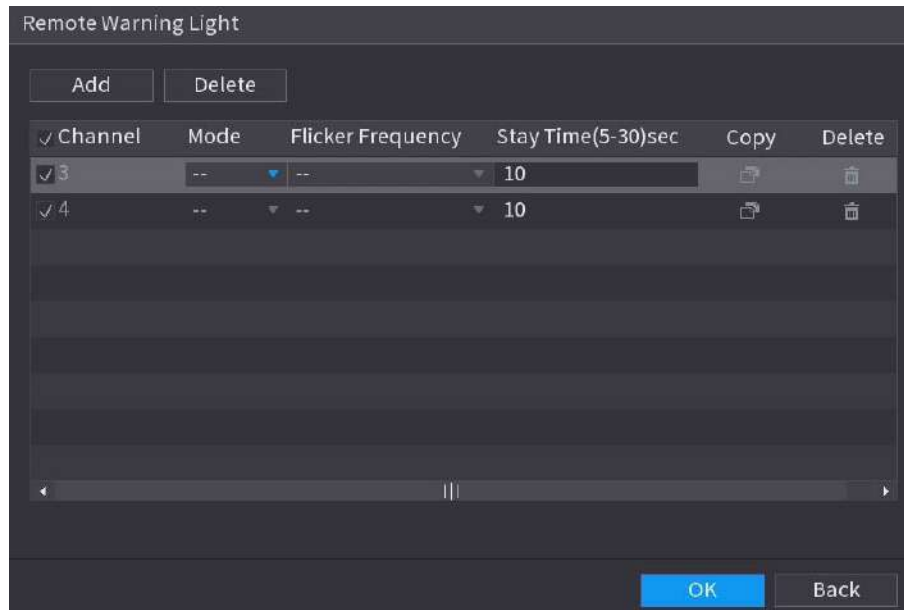 Remote Warning Light
Add Delete
Channel Mode Flicker Frequency Stay Time(5-30)sec Copy Delete
3 -- -- 10
4 -- -- 10
OK Back